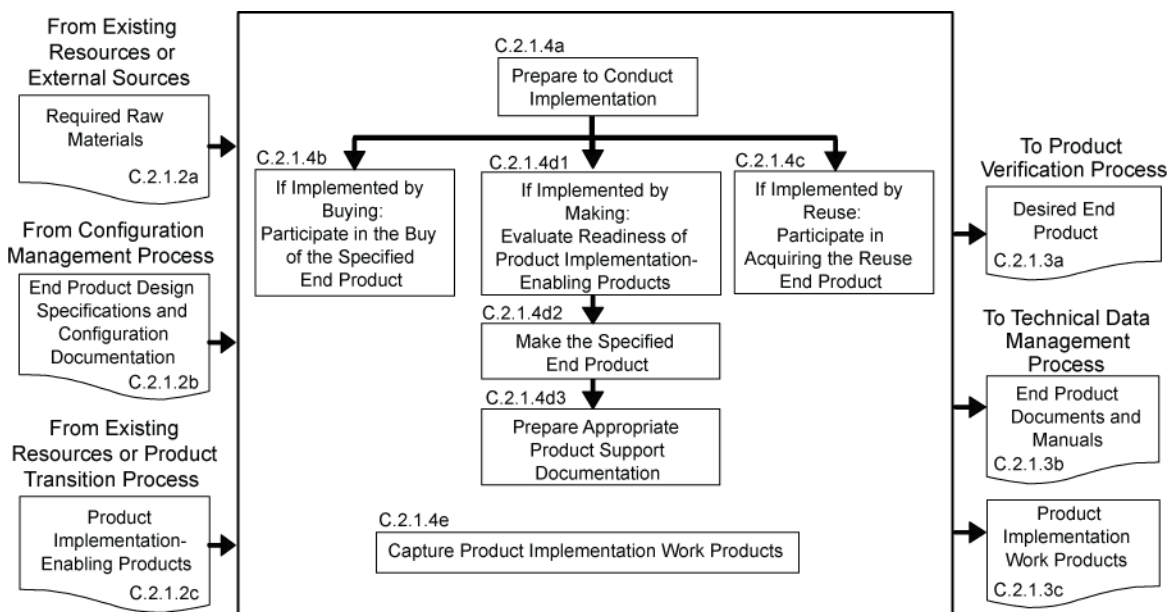 From Existing
Resources or
External Sources
Required Raw
Materials
C.2.1.2a
From Configuration
Management Process
End Product Design
Specifications and
Configuration
Documentation
C.2.1.2b
From Existing
Resources or Product
Transition Process
Product
Implementation-
Enabling Products
C.2.1.2c
C.2.1.4a
Prepare to Conduct
Implementation
C.2.1.4b
If Implemented by
Buying:
Participate in the Buy
of the Specified
End Product
C.2.1.4d1
If Implemented by
Making:
Evaluate Readiness of
Product Implementation-
Enabling Products
C.2.1.4c
If Implemented by
Reuse:
Participate in
Acquiring the Reuse
End Product
C.2.1.4d2
Make the Specified
End Product
C.2.1.4d3
Prepare Appropriate
Product Support
Documentation
C.2.1.4e
Capture Product Implementation Work Products
To Product
Verification Process
Desired End
Product
C.2.1.3a
To Technical Data
Management
Process
End Product
Documents and
Manuals
C.2.1.3b
Product
Implementation
Work Products
C.2.1.3c